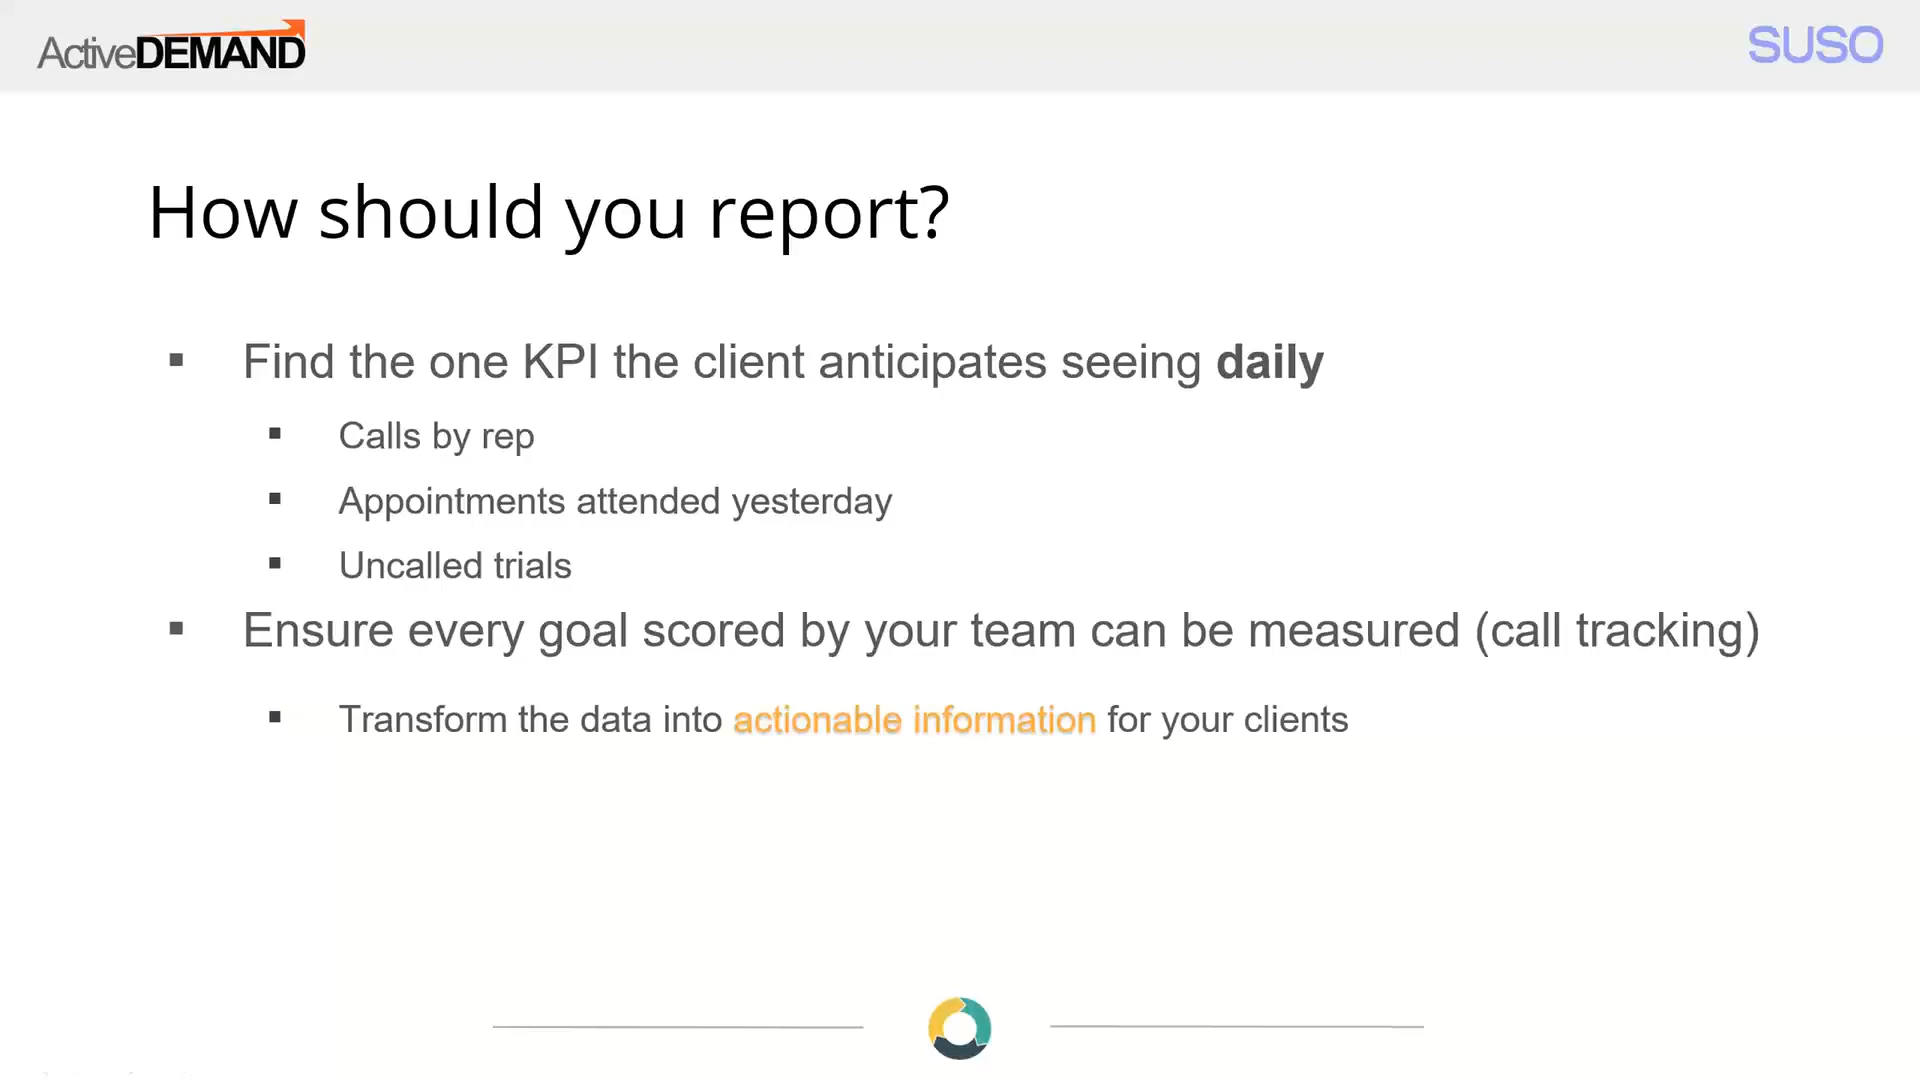 ActiveDEMAND
SUSO
How should you report?
▪ Find the one KPI the client anticipates seeing daily
▪ Calls by rep
▪ Appointments attended yesterday
▪ Uncalled trials
▪ Ensure every goal scored by your team can be measured (call tracking)
▪ Transform the data into actionable information for your clients